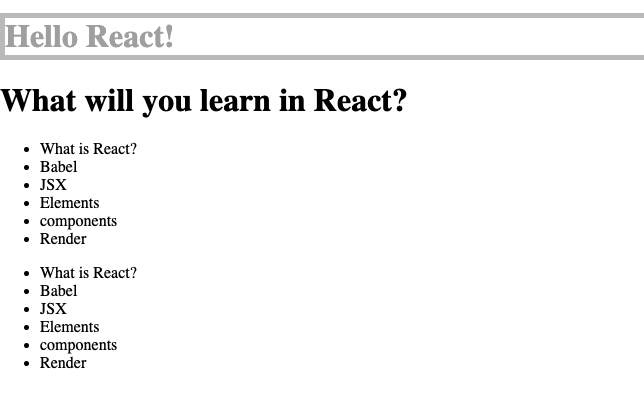 Hello React!
What will you learn in React?
What is React?
Babel
JSX
Elements
components
Render
What is React?
Babel
JSX
Elements
components
Render